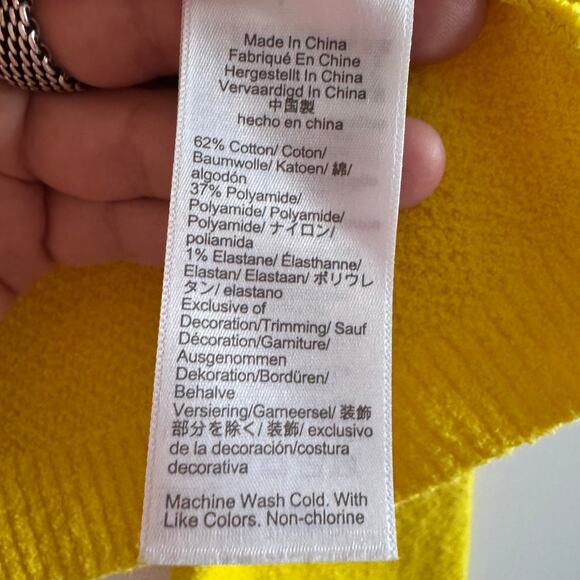 Made In China
Fabriqué En Chine
Hergestellt In China
Vervaardigd In China
中国製
hecho en china
62% Cotton/ Coton/
Baumwolle/ Katoen/ 綿/
algodón
37% Polyamide/
Polyamide/ Polyamide/
Polyamide/ ナイロン/
poliamida
1% Elastane/ Élasthanne/
Elastan/ Elastaan/ ポリウレ
タン/ elastano
Exclusive of
Decoration/Trimming/ Sauf
Décoration/Garniture/
Ausgenommen
Dekoration/Bordüren/
Behalve
Versiering/Garneersel/ 装飾
部分を除く/ 装飾/ exclusivo
de la decoración/costura
decorativa
Machine Wash Cold. With
Like Colors. Non-chlorine